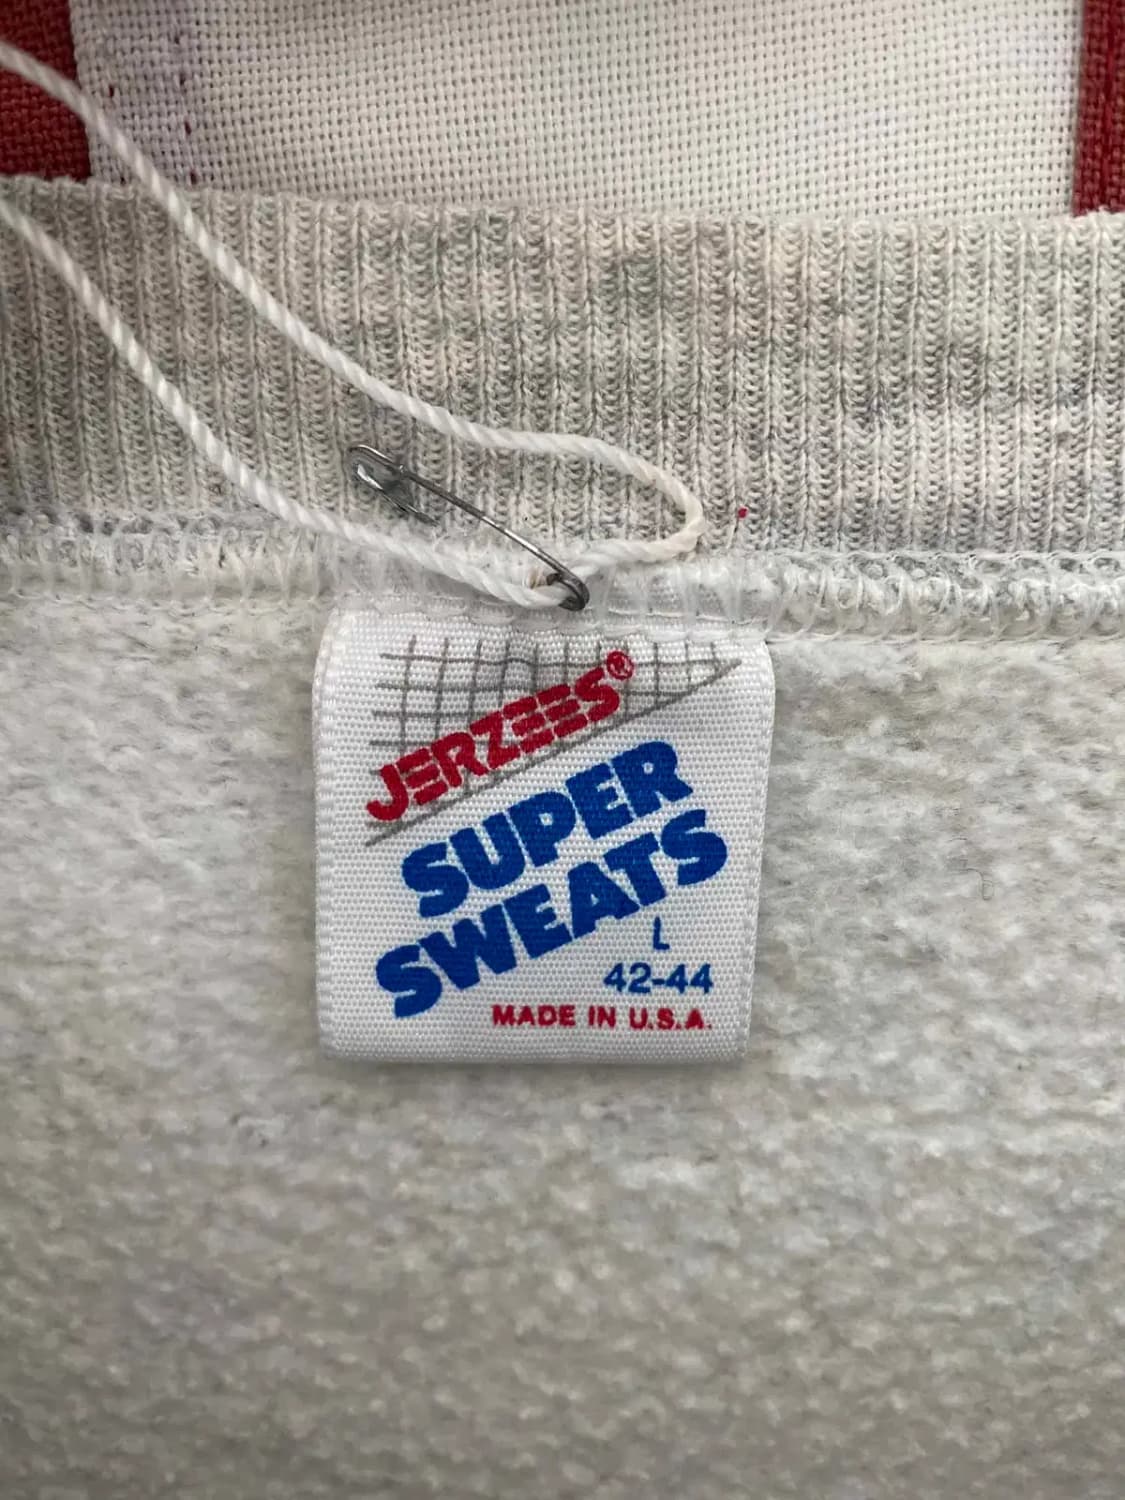 JERZEES®
SUPER
SWEATS
L
42-44
MADE IN U.S.A.